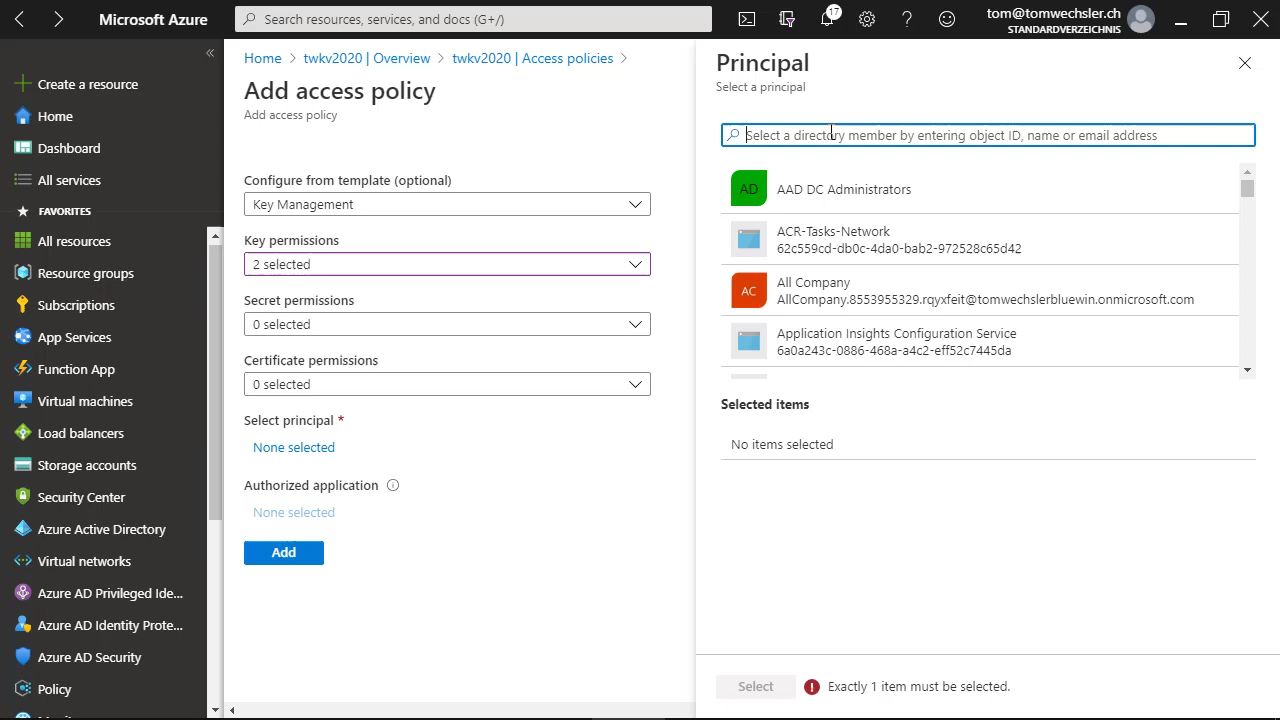 Microsoft Azure
Search resources, services, and docs (G+/)
17
tom@tomwechsler.ch
STANDARDVERZEICHNIS
Create a resource
Home
Dashboard
All services
FAVORITES
All resources
Resource groups
Subscriptions
App Services
Function App
Virtual machines
Load balancers
Storage accounts
Security Center
Azure Active Directory
Virtual networks
Azure AD Privileged Ide...
Azure AD Identity Prote...
Azure AD Security
Policy
Home > twkv2020 | Overview > twkv2020 | Access policies >
Add access policy
Add access policy
Configure from template (optional)
Key Management
Key permissions
2 selected
Secret permissions
0 selected
Certificate permissions
0 selected
Select principal *
None selected
Authorized application
None selected
Add
Principal
Select a principal
Select a directory member by entering object ID, name or email address
AD AAD DC Administrators
ACR-Tasks-Network
62c559cd-db0c-4da0-bab2-972528c65d42
AC All Company
AllCompany.8553955329.rqyxfeit@tomwechslerbluewin.onmicrosoft.com
Application Insights Configuration Service
6a0a243c-0886-468a-a4c2-eff52c7445da
Selected items
No items selected
Select
Exactly 1 item must be selected.